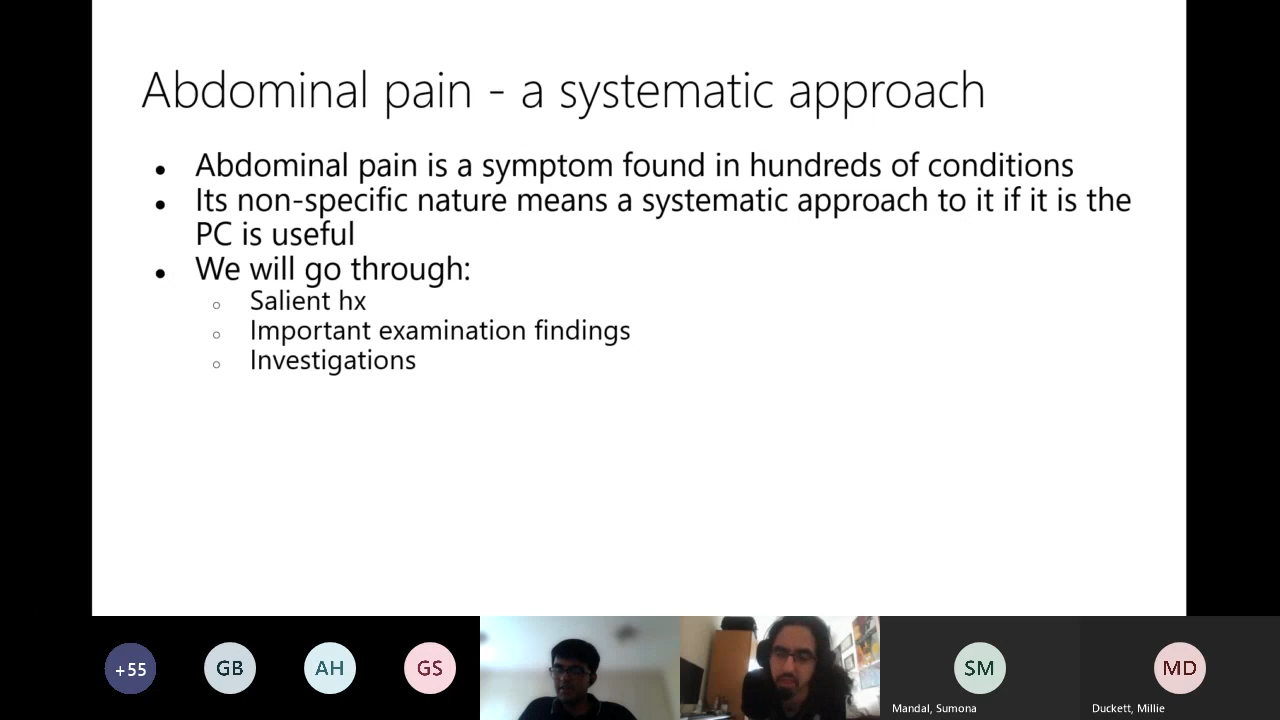 Abdominal pain - a systematic approach
• Abdominal pain is a symptom found in hundreds of conditions
• Its non-specific nature means a systematic approach to it if it is the
PC is useful
• We will go through:
○ Salient hx
○ Important examination findings
○ Investigations
+55
GB
AH
GS
SM
MD
Mandal, Sumona
Duckett, Millie